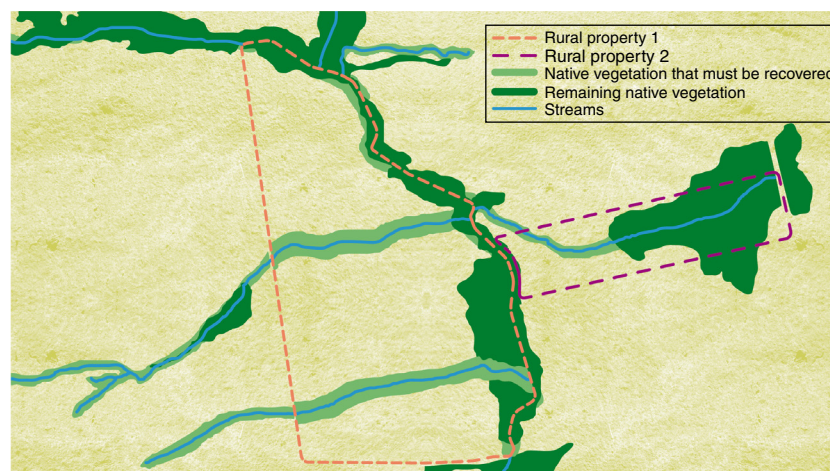 Rural property 1
Rural property 2
Native vegetation that must be recovered
Remaining native vegetation
Streams